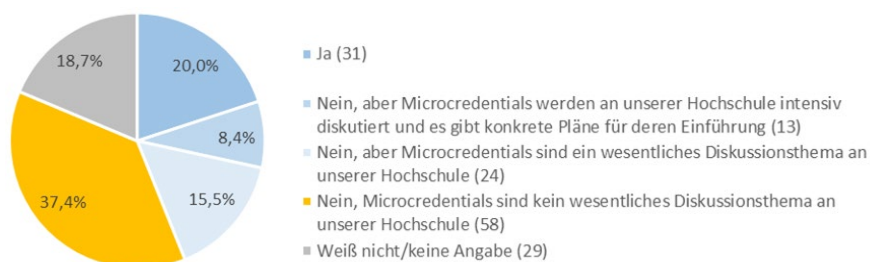 18,7%
20,0%
8,4%
15,5%
37,4%
Ja (31)
Nein, aber Microcredentials werden an unserer Hochschule intensiv
diskutiert und es gibt konkrete Pläne für deren Einführung (13)
Nein, aber Microcredentials sind ein wesentliches Diskussionsthema an
unserer Hochschule (24)
Nein, Microcredentials sind kein wesentliches Diskussionsthema an
unserer Hochschule (58)
Weiß nicht/keine Angabe (29)